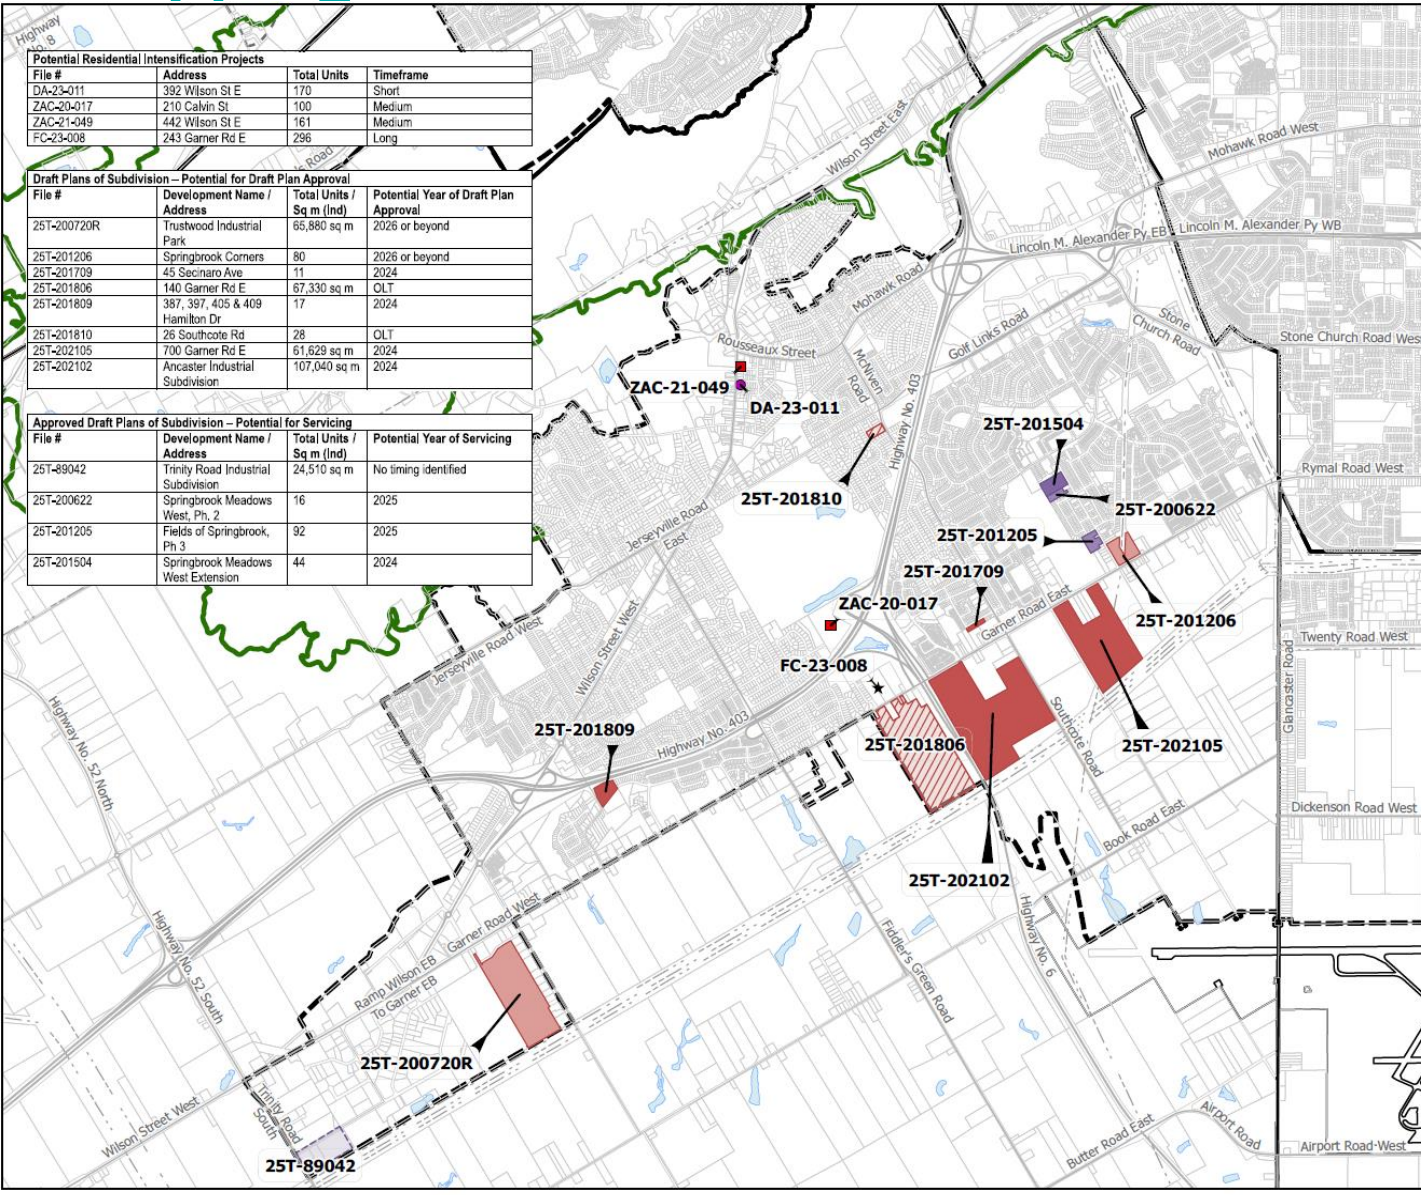 Highway
No. 8
Potential Residential Intensification Projects
File # Address Total Units Timeframe
DA-23-011 392 Wilson St E 170 Short
ZAC-20-017 210 Calvin St 100 Medium
ZAC-21-049 442 Wilson St E 161 Medium
FC-23-008 243 Garner Rd E 296 Long
Draft Plans of Subdivision – Potential for Draft Plan Approval
File # Development Name / Total Units / Potential Year of Draft Plan
Address Sq m (Ind) Approval
25T-200720R Trustwood Industrial 65,880 sq m 2026 or beyond
Park
25T-201206 Springbrook Corners 80 2026 or beyond
25T-201709 45 Secinaro Ave 11 2024
25T-201806 140 Garner Rd E 67,330 sq m OLT
25T-201809 387, 397, 405 & 409 17 2024
Hamilton Dr
25T-201810 26 Southcote Rd 28 OLT
25T-202105 700 Garner Rd E 61,629 sq m 2024
25T-202102 Ancaster Industrial 107,040 sq m 2024
Subdivision
Approved Draft Plans of Subdivision – Potential for Servicing
File # Development Name / Total Units / Potential Year of Servicing
Address Sq m (Ind)
25T-89042 Trinity Road Industrial 24,510 sq m No timing identified
Subdivision
25T-200622 Springbrook Meadows 16 2025
West, Ph, 2
25T-201205 Fields of Springbrook, 92 2025
Ph 3
25T-201504 Springbrook Meadows 44 2024
West Extension
Road
Wilson Street East
Mohawk Road West
Lincoln M. Alexander Py EB
Lincoln M. Alexander Py WB
Mohawk Road
Golf Links Road
Stone
Church Road
Stone Church Road West
Rousseaux Street
McNiven
Road
ZAC-21-049
DA-23-011
Highway No. 403
25T-201504
Rymal Road West
25T-201810
25T-200622
Jerseyville Road
East
25T-201205
25T-201709
ZAC-20-017
Garner Road East
25T-201206
Twenty Road West
Wilson Street West
Jerseyville Road West
FC-23-008
Glancaster Road
Highway No. 52 North
25T-201809
Highway No. 403
25T-201806
Southcote Road
25T-202105
Dickenson Road West
Book Road East
25T-202102
Garner Road West
Highway No. 52 South
Fiddler's Green Road
Highway No. 6
Ramp Wilson EB
To Garner EB
25T-200720R
Trinity Road
South
Wilson Street West
25T-89042
Butter Road East
Airport Road
Airport Road West